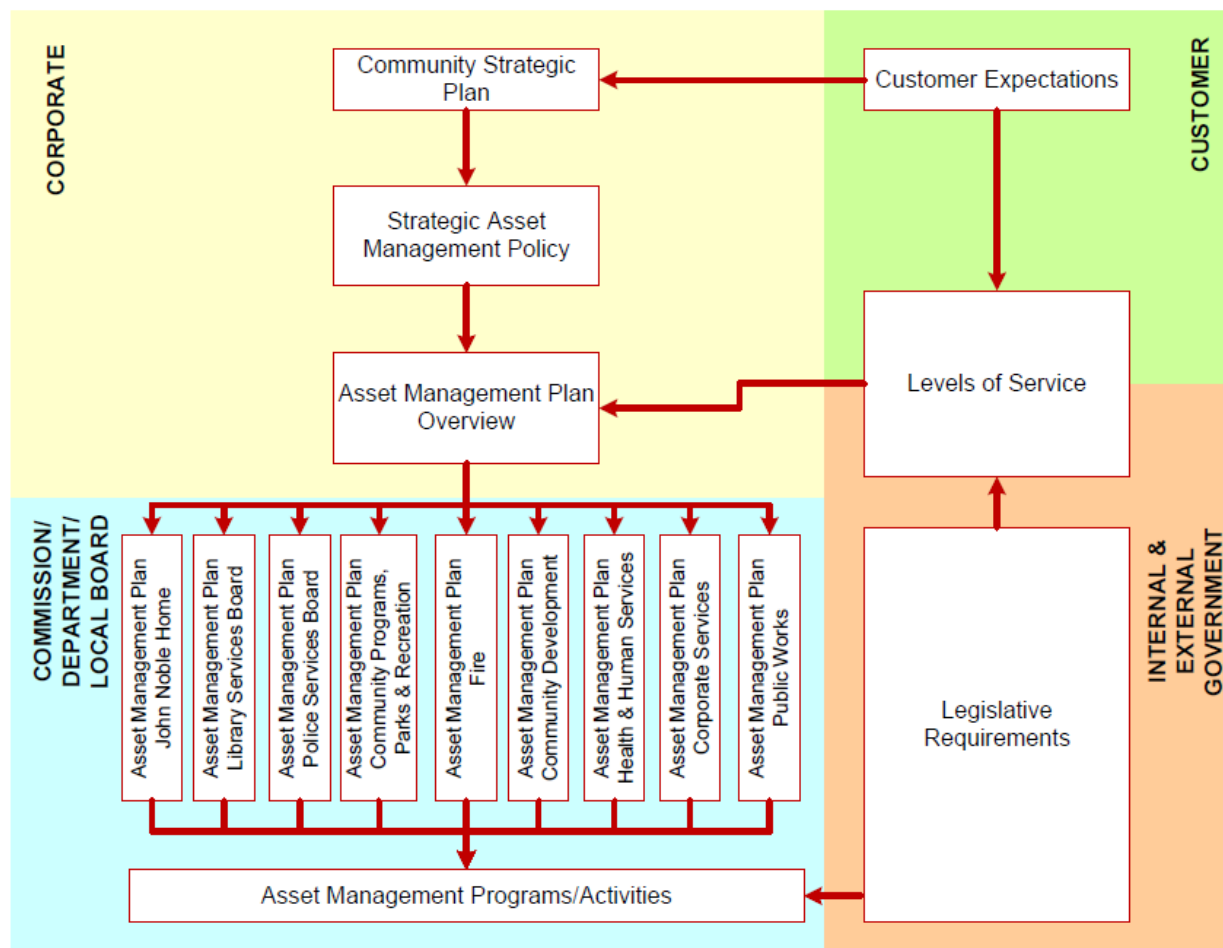 CORPORATE
Community Strategic
Plan
Customer Expectations
CUSTOMER
Strategic Asset
Management Policy
Asset Management Plan
Overview
Levels of Service
COMMISSION/
DEPARTMENT/
LOCAL BOARD
Asset Management Plan
John Noble Home
Asset Management Plan
Library Services Board
Asset Management Plan
Police Services Board
Asset Management Plan
Community Programs,
Parks & Recreation
Asset Management Plan
Fire
Asset Management Plan
Community Development
Asset Management Plan
Health & Human Services
Asset Management Plan
Corporate Services
Asset Management Plan
Public Works
Legislative
Requirements
INTERNAL &
EXTERNAL
GOVERNMENT
Asset Management Programs/Activities